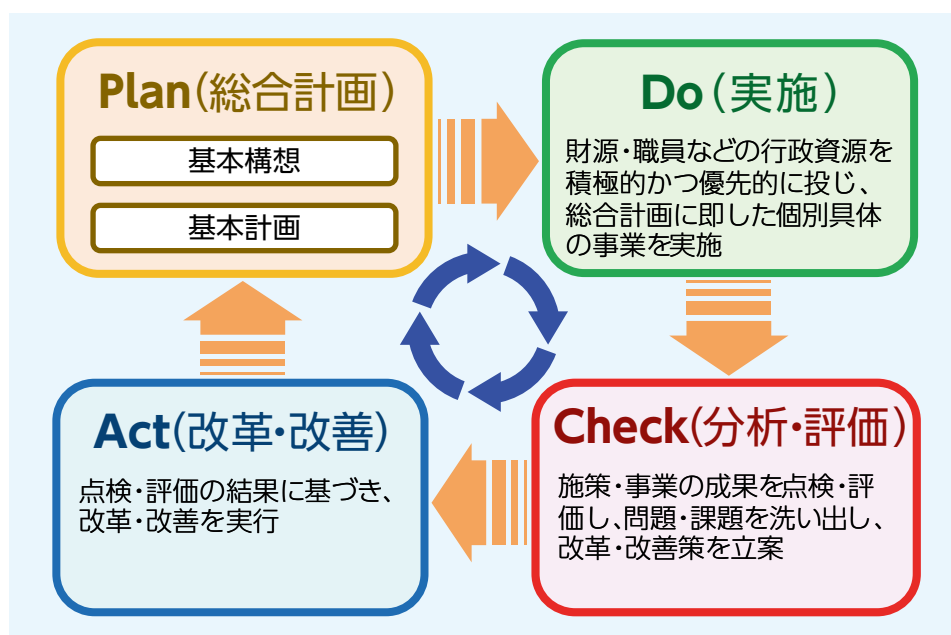 Plan(総合計画)
基本構想
基本計画
Do(実施)
財源・職員などの行政資源を
積極的かつ優先的に投じ、
総合計画に即した個別具体
の事業を実施
Act(改革・改善)
点検・評価の結果に基づき、
改革・改善を実行
Check(分析・評価)
施策・事業の成果を点検・評
価し、問題・課題を洗い出し、
改革・改善策を立案